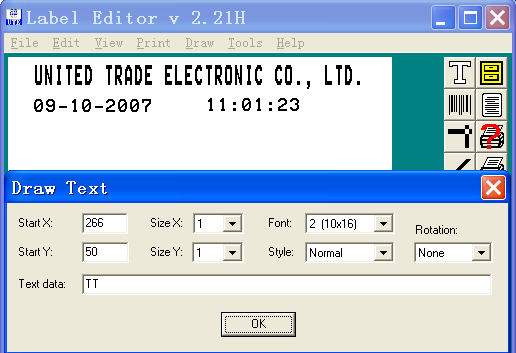 Label Editor v 2.21H
File Edit View Print Draw Tools Help
UNITED TRADE ELECTRONIC CO., LTD.
09-10-2007 11:01:23
T
?
Draw Text
Start X: 266 Size X: 1 Font: 2 (10x16) Rotation:
Start Y: 50 Size Y: 1 Style: Normal None
Text data: TT
OK